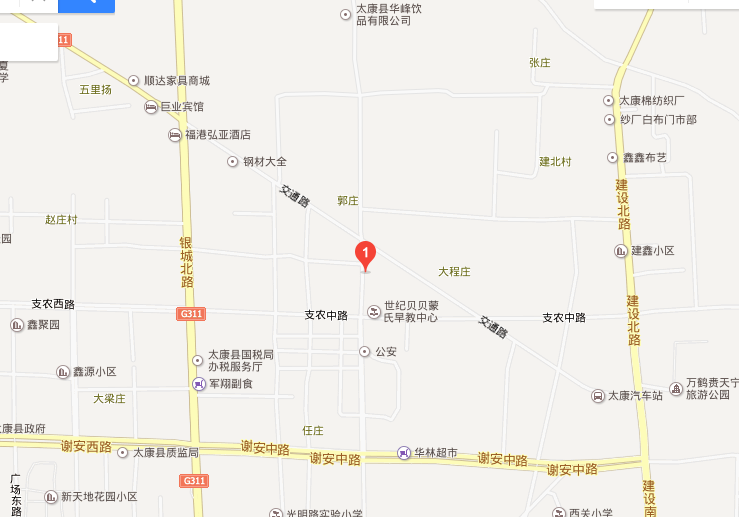 太康县华峰饮
品有限公司
11
夏
学
张庄
顺达家具商城
五里扬
巨业宾馆
太康棉纺织厂
纱厂白布门市部
福港弘亚酒店
钢材大全
建北村
鑫鑫布艺
交通路
郭庄
建设北路
赵庄村
园
银城北路
1
建鑫小区
大程庄
支农西路
G311
支农中路
世纪贝贝蒙
氏早教中心
交通路
支农中路
建设北路
鑫聚园
公安
太康县国税局
办税服务厅
鑫源小区
军翔副食
万鹤贵天宁
旅游公园
太康汽车站
大梁庄
太康县政府
任庄
谢安西路
太康县质监局
谢安中路
谢安中路
华林超市
谢安中路
谢安中路
G311
广场东路
新天地花园小区
建设南
光明路实验小学
西关小学